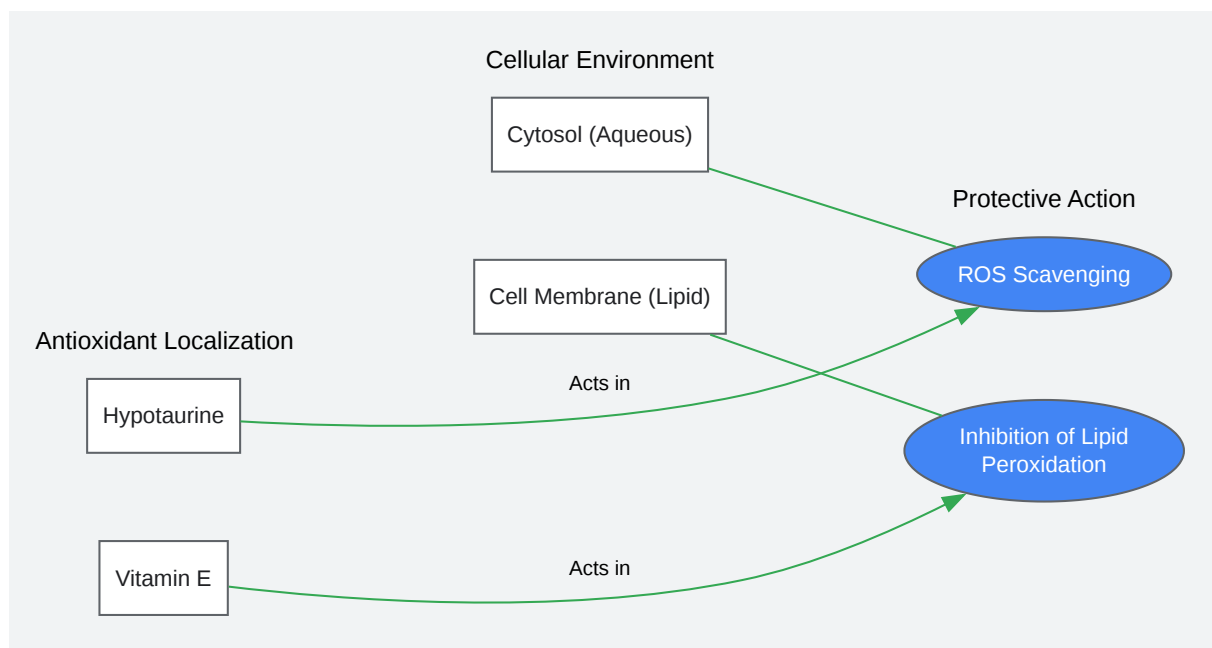 Cellular Environment
Cytosol (Aqueous)
Protective Action
ROS Scavenging
Cell Membrane (Lipid)
Antioxidant Localization
Acts in
Hypotaurine
Inhibition of Lipid
Peroxidation
Acts in
Vitamin E